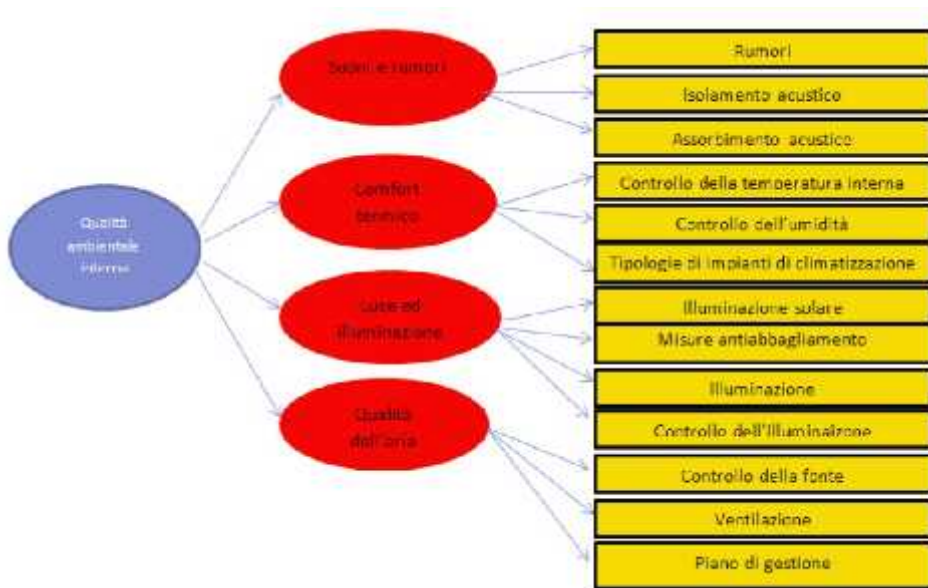 Qualità
ambientale
interna
Suoni e rumori
Comfort
termico
Luce ed
illuminazione
Qualità
dell'aria
Rumori
Isolamento acustico
Assorbimento acustico
Controllo della temperatura interna
Controllo dell'umidità
Tipologie di impianti di climatizzazione
Illuminazione solare
Misure antiabbagliamento
Illuminazione
Controllo dell'Illuminaizone
Controllo della fonte
Ventilazione
Piano di gestione